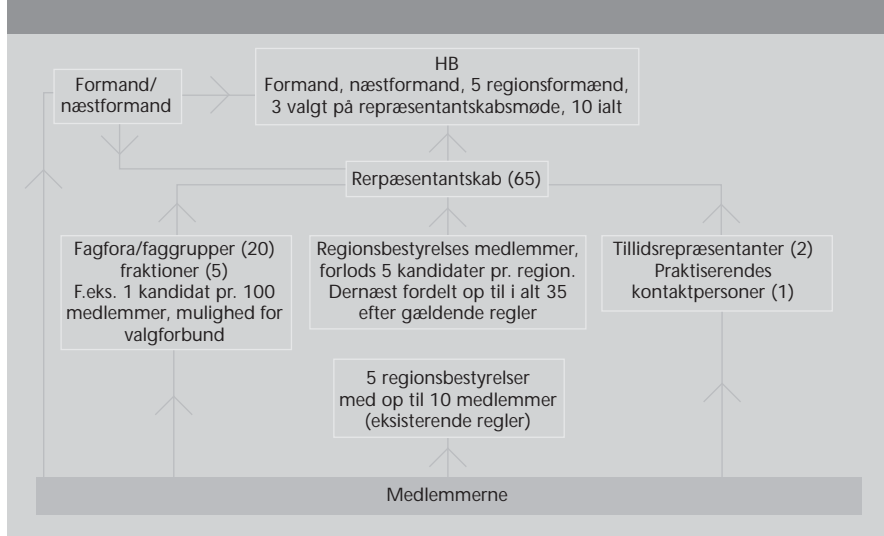 Formand/
næstformand
HB
Formand, næstformand, 5 regionsformænd,
3 valgt på repræsentantskabsmøde, 10 ialt
Rerpæsentantskab (65)
Fagfora/faggrupper (20)
fraktioner (5)
F.eks. 1 kandidat pr. 100
medlemmer, mulighed for
valgforbund
Regionsbestyrelses medlemmer,
forlods 5 kandidater pr. region.
Dernæst fordelt op til i alt 35
efter gældende regler
Tillidsrepræsentanter (2)
Praktiserendes
kontaktpersoner (1)
5 regionsbestyrelser
med op til 10 medlemmer
(eksisterende regler)
Medlemmerne